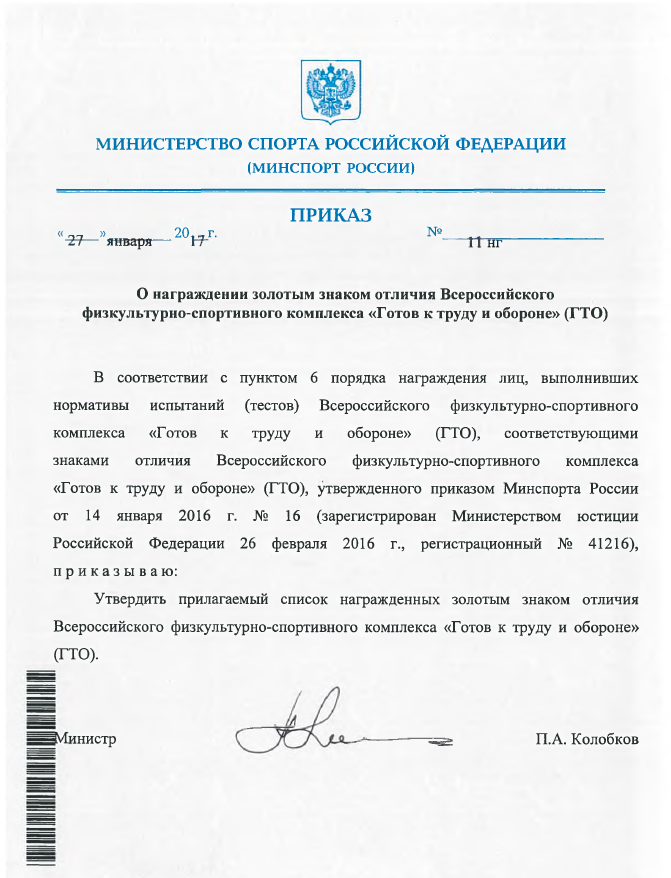 МИНИСТЕРСТВО СПОРТА РОССИЙСКОЙ ФЕДЕРАЦИИ
(МИНСПОРТ РОССИИ)
ПРИКАЗ
«27» января 2017г. № 11 нг
О награждении золотым знаком отличия Всероссийского
физкультурно-спортивного комплекса «Готов к труду и обороне» (ГТО)
В соответствии с пунктом 6 порядка награждения лиц, выполнивших
нормативы испытаний (тестов) Всероссийского физкультурно-спортивного
комплекса «Готов к труду и обороне» (ГТО), соответствующими
знаками отличия Всероссийского физкультурно-спортивного комплекса
«Готов к труду и обороне» (ГТО), утвержденного приказом Минспорта России
от 14 января 2016 г. № 16 (зарегистрирован Министерством юстиции
Российской Федерации 26 февраля 2016 г., регистрационный № 41216),
п р и к а з ы в а ю:
Утвердить прилагаемый список награжденных золотым знаком отличия
Всероссийского физкультурно-спортивного комплекса «Готов к труду и обороне»
(ГТО).
Министр П.А. Колобков